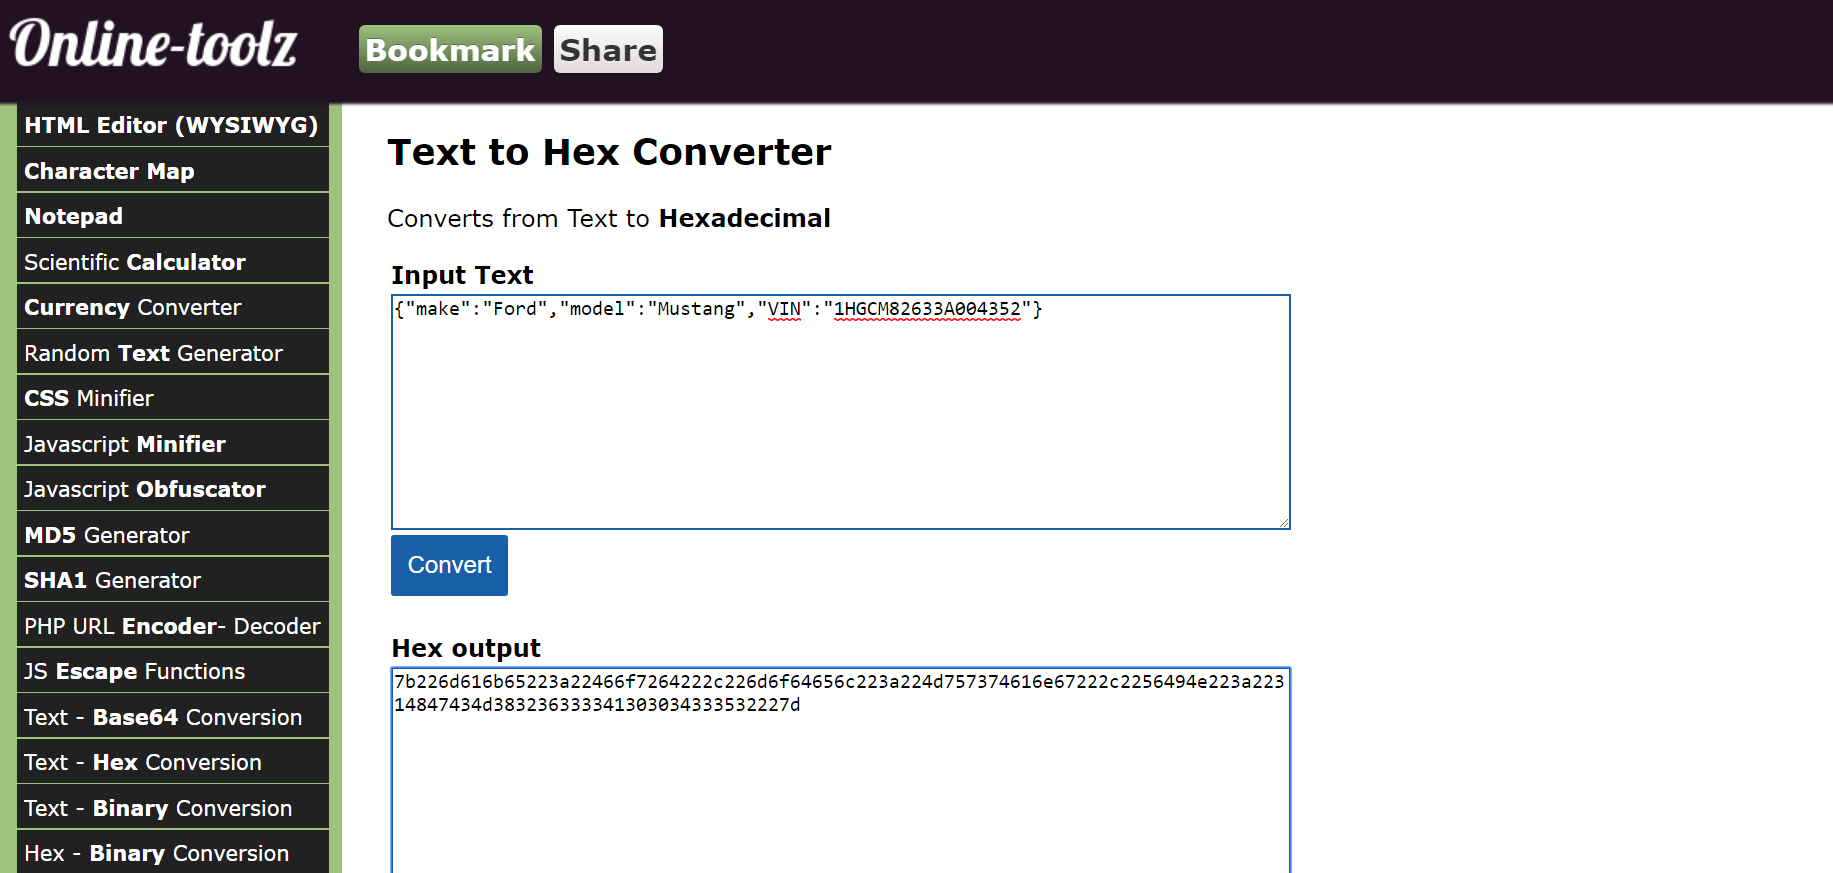 Online-toolz
Bookmark
Share
HTML Editor (WYSIWYG)
Character Map
Notepad
Scientific Calculator
Currency Converter
Random Text Generator
CSS Minifier
Javascript Minifier
Javascript Obfuscator
MD5 Generator
SHA1 Generator
PHP URL Encoder- Decoder
JS Escape Functions
Text - Base64 Conversion
Text - Hex Conversion
Text - Binary Conversion
Hex - Binary Conversion
Text to Hex Converter
Converts from Text to Hexadecimal
Input Text
{"make":"Ford","model":"Mustang","VIN":"1HGCM82633A004352"}
Convert
Hex output
7b226d616b65223a22466f7264222c226d6f64656c223a224d757374616e67222c2256494e223a223
14847434d383236333341303034333532227d